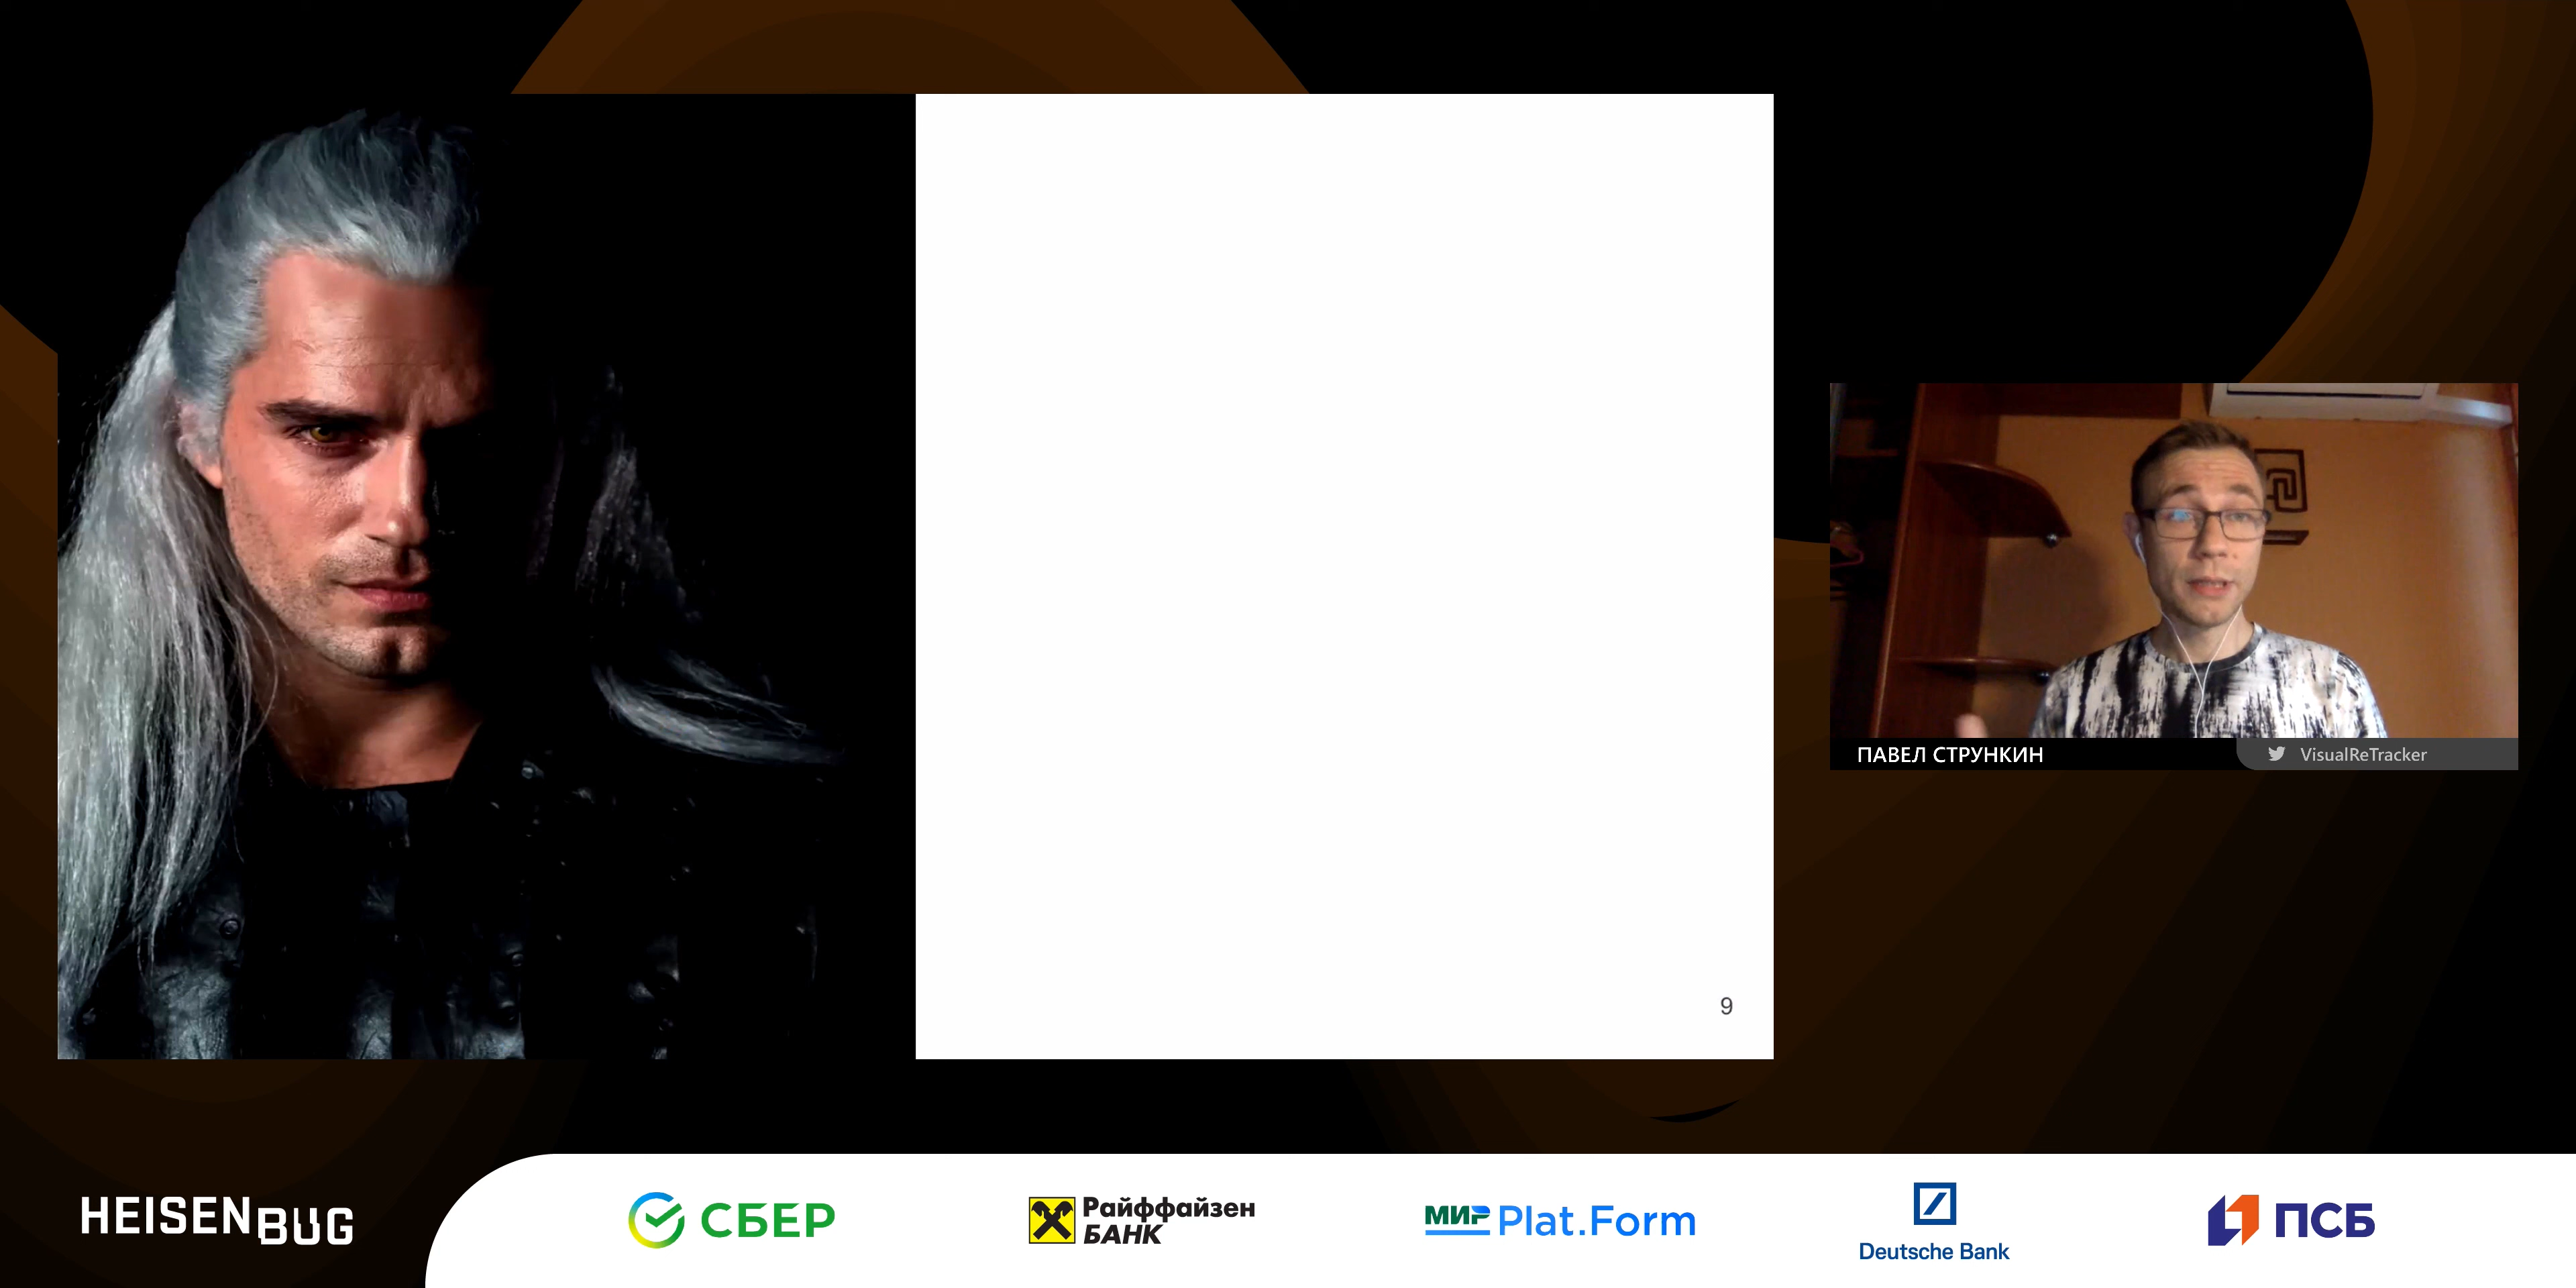 9
ПАВЕЛ СТРУНКИН
VisualReTracker
HEISENBUG
СБЕР
Райффайзен
БАНК
МИР Plat.Form
Deutsche Bank
ПСБ